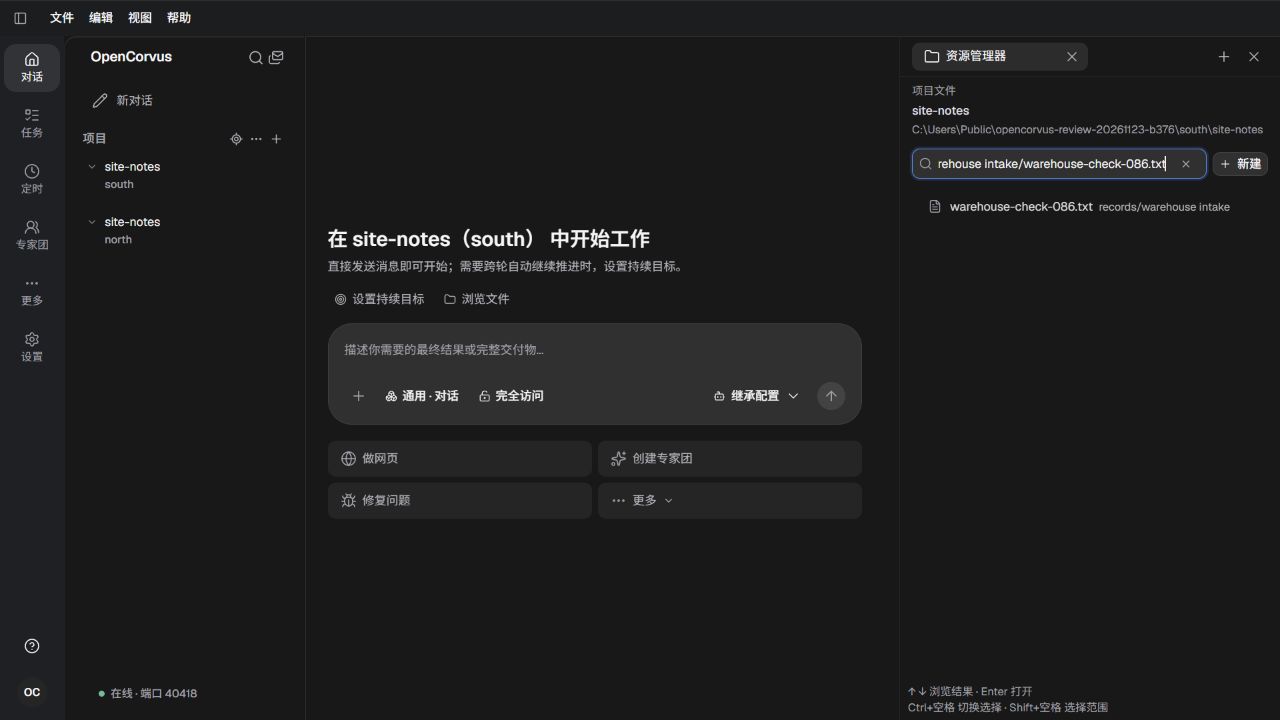 文件 编辑 视图 帮助
对话
任务
定时
专家团
更多
设置
OC
OpenCorvus
新对话
项目
site-notes
south
site-notes
north
在线 · 端口 40418
在 site-notes（south） 中开始工作
直接发送消息即可开始；需要跨轮自动继续推进时，设置持续目标。
设置持续目标 浏览文件
描述你需要的最终结果或完整交付物...
通用 · 对话 完全访问 继承配置
做网页 创建专家团
修复问题 更多
资源管理器
项目文件
site-notes
C:\Users\Public\opencorvus-review-20261123-b376\south\site-notes
rehouse intake/warehouse-check-086.txt 新建
warehouse-check-086.txt records/warehouse intake
↑↓ 浏览结果 · Enter 打开
Ctrl+空格 切换选择 · Shift+空格 选择范围